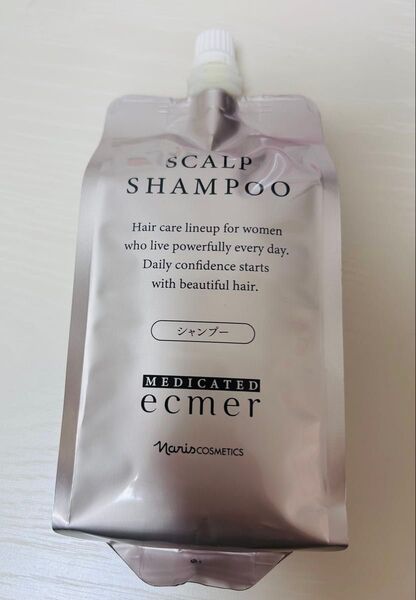 SCALP
SHAMPOO
Hair care lineup for women
who live powerfully every day.
Daily confidence starts
with beautiful hair.
シャンプー
MEDICATED
ecmer
Naris COSMETICS